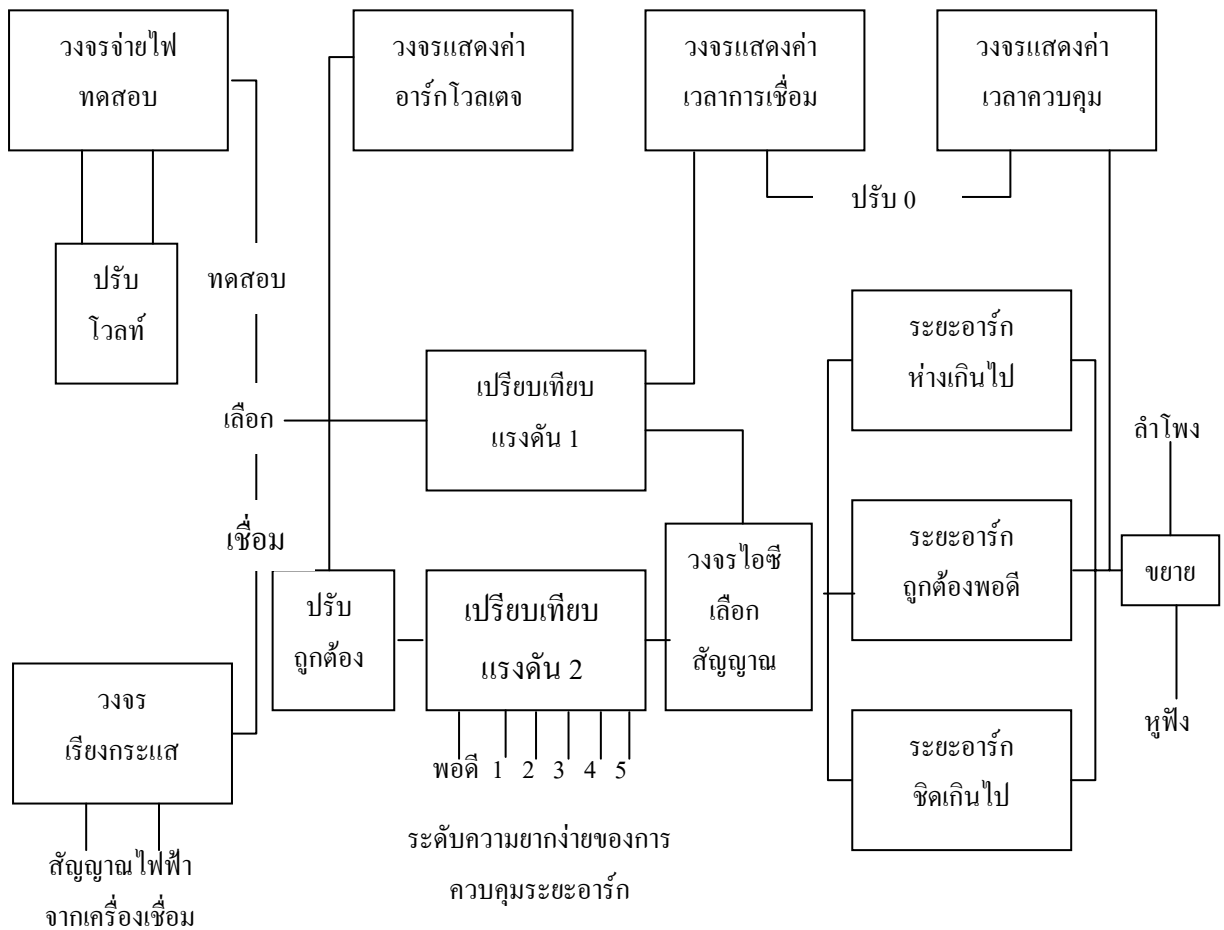 วงจรจ่ายไฟ
ทดสอบ
วงจรแสดงค่า
อาร์กโวลเตจ
วงจรแสดงค่า
เวลาการเชื่อม
วงจรแสดงค่า
เวลาควบคุม
ปรับ 0
ปรับ
โวลท์
ทดสอบ
เลือก
เชื่อม
เปรียบเทียบ
แรงดัน 1
ระยะอาร์ก
ห่างเกินไป
ลำโพง
ปรับ
ถูกต้อง
เปรียบเทียบ
แรงดัน 2
วงจรไอซี
เลือก
สัญญาณ
ระยะอาร์ก
ถูกต้องพอดี
ขยาย
หูฟัง
วงจร
เรียงกระแส
พอดี 1 2 3 4 5
ระยะอาร์ก
ชิดเกินไป
ระดับความยากง่ายของการ
ควบคุมระยะอาร์ก
สัญญาณไฟฟ้า
จากเครื่องเชื่อม